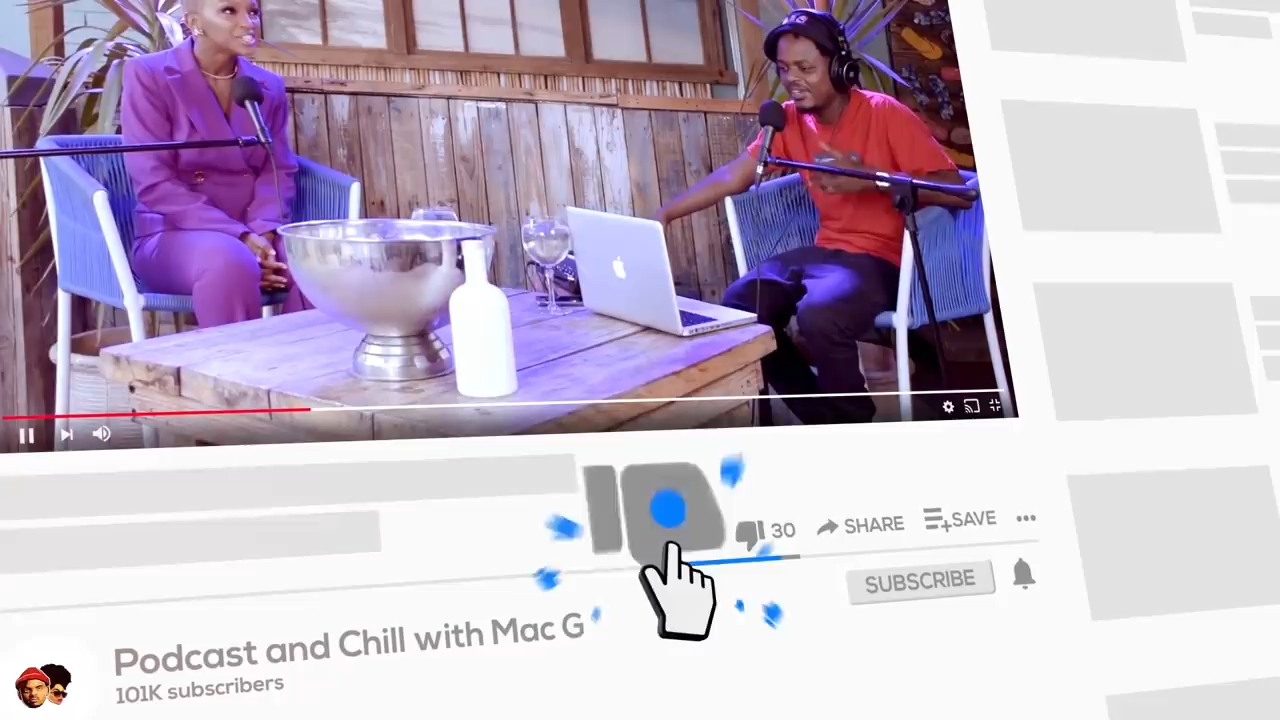 30
SHARE
SAVE
SUBSCRIBE
Podcast and Chill with Mac G
101K subscribers